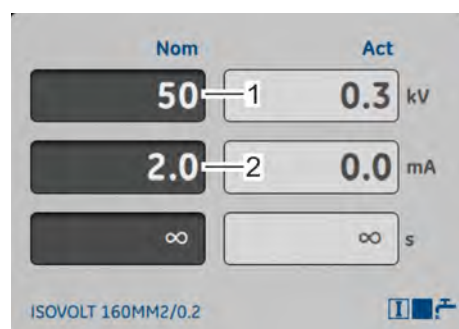 Nom Act
50 1 0.3 kV
2.0 2 0.0 mA
∞ ∞ s
ISOVOLT 160MM2/0.2 I